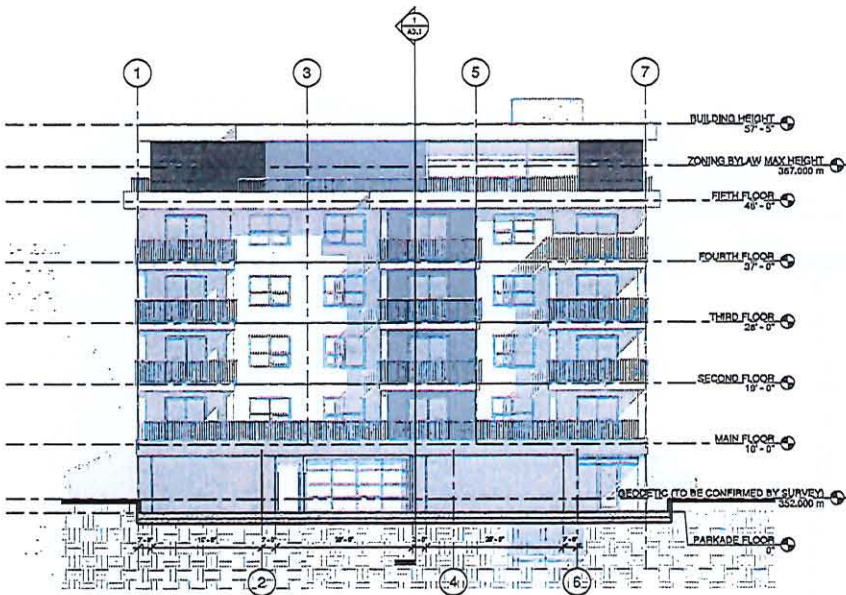 1
A3.1
1
3
5
7
BUILDING HEIGHT
57' - 5"
ZONING BYLAW MAX HEIGHT
367.000 m
FIFTH FLOOR
46' - 0"
FOURTH FLOOR
37' - 0"
THIRD FLOOR
28' - 0"
SECOND FLOOR
19' - 0"
MAIN FLOOR
10' - 0"
GEODETIC (TO BE CONFIRMED BY SURVEY)
352.000 m
PARKADE FLOOR
0"
2
4
6